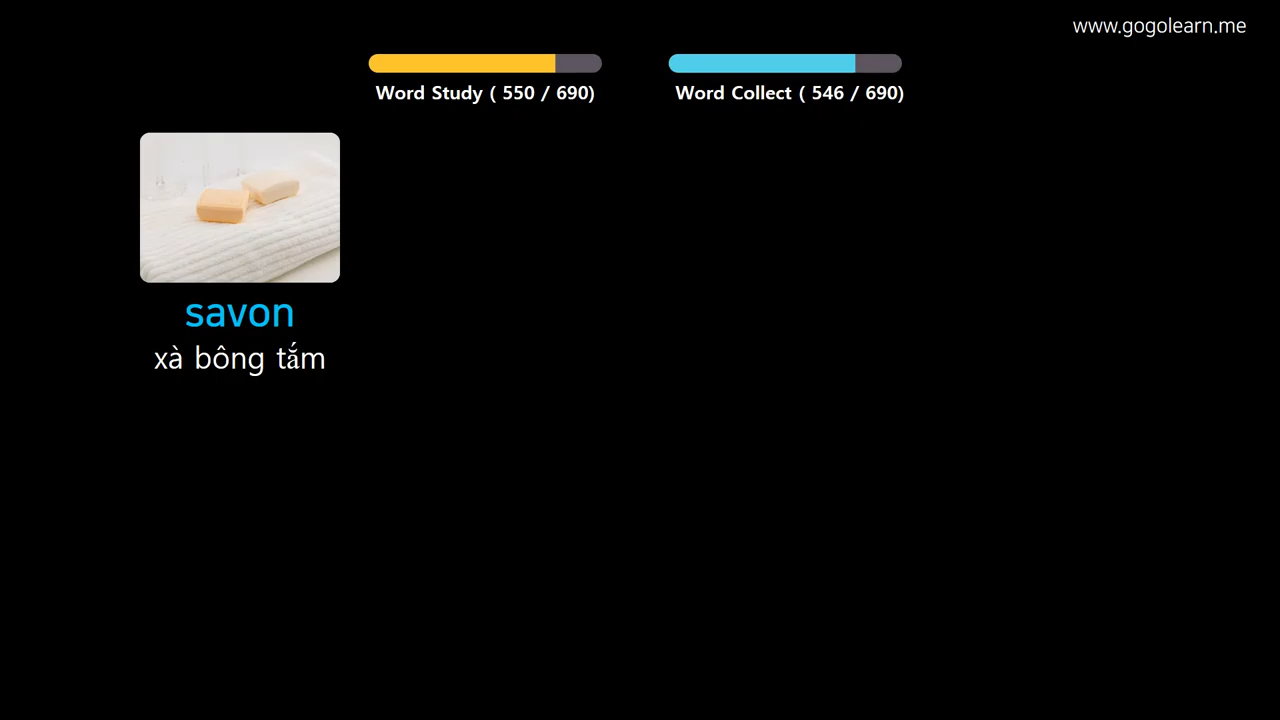 www.gogolearn.me
Word Study ( 550 / 690)
Word Collect ( 546 / 690)
savon
xà bông tắm